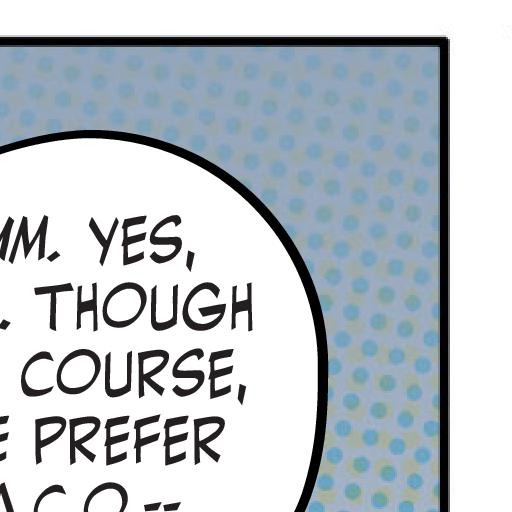 MM. YES,
. THOUGH
COURSE,
E PREFER